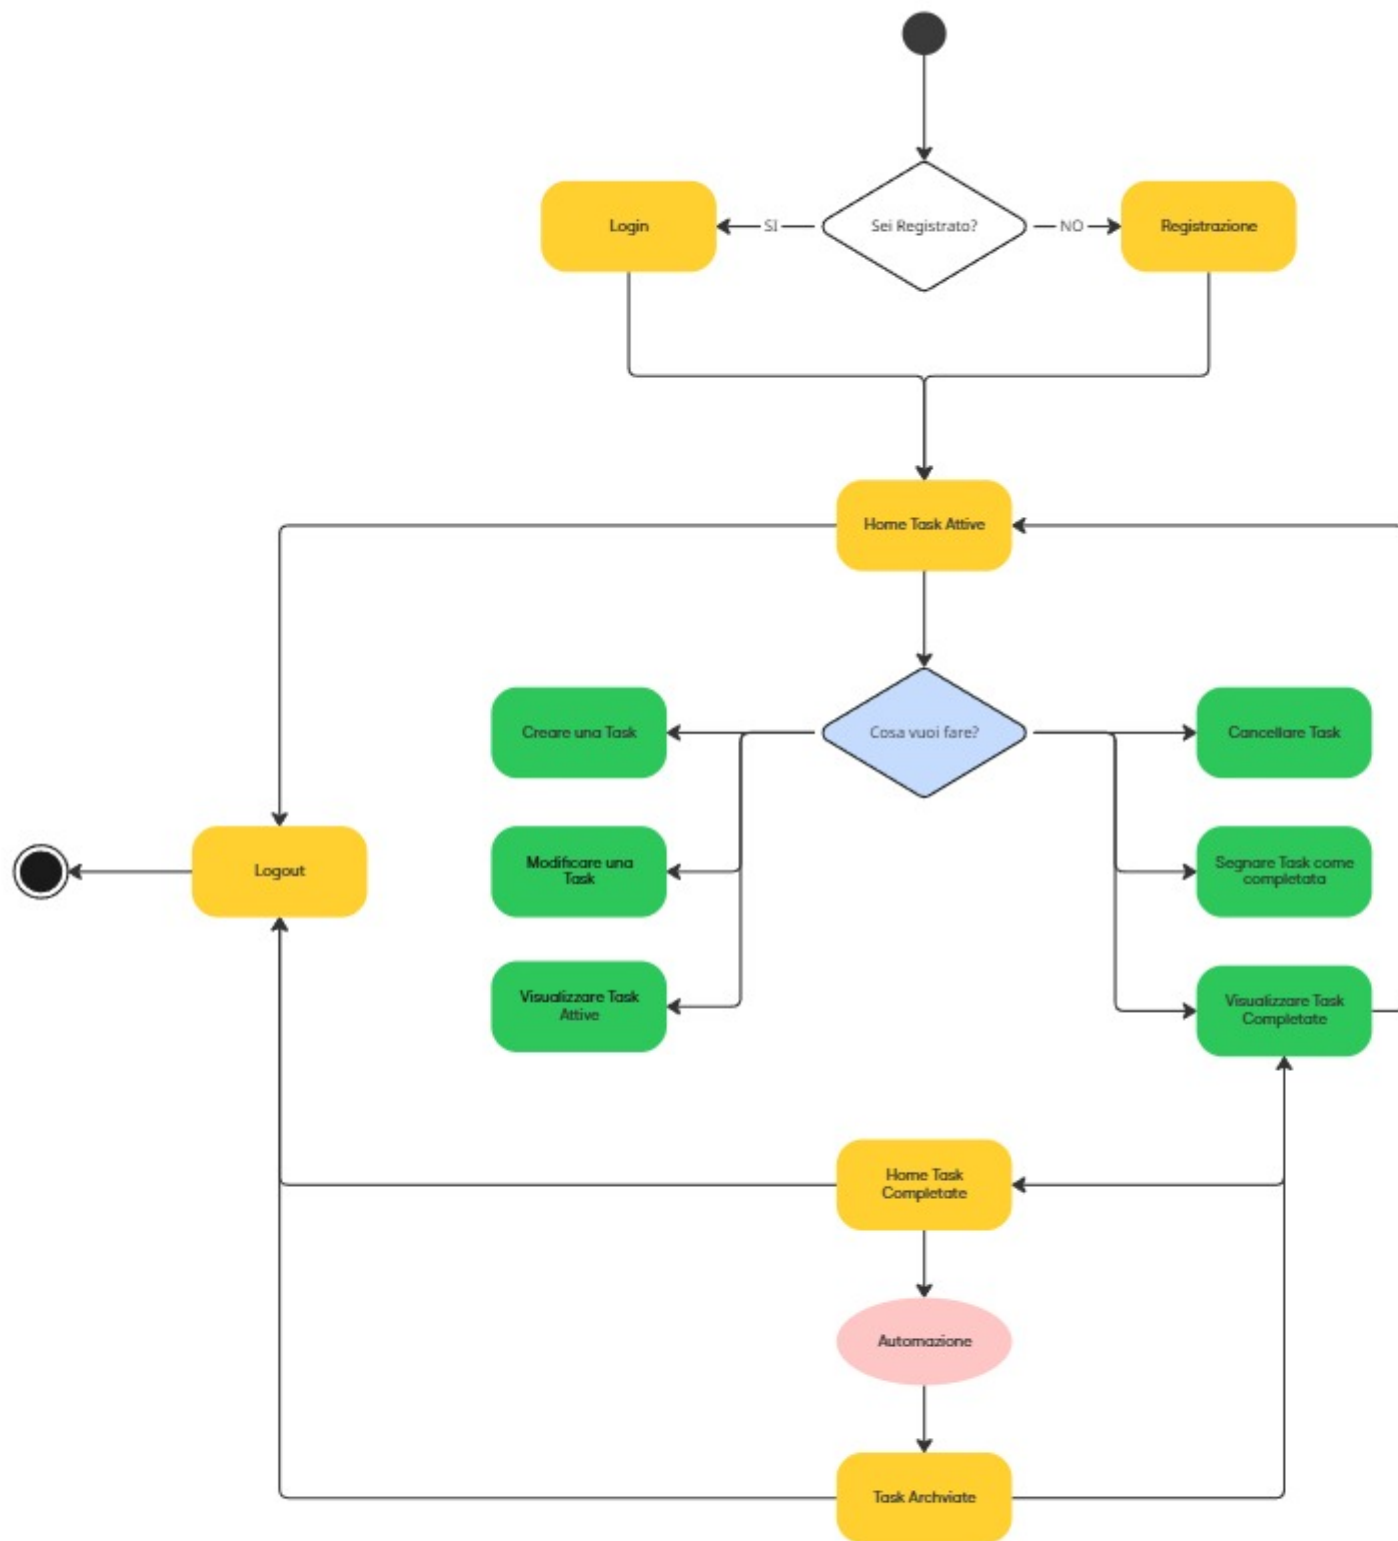 Sei Registrato?
SI
NO
Login
Registrazione
Home Task Attive
Cosa vuoi fare?
Creare una Task
Cancellare Task
Modificare una
Task
Segnare Task come
completata
Logout
Visualizzare Task
Attive
Visualizzare Task
Completate
Home Task
Completate
Automazione
Task Archviate